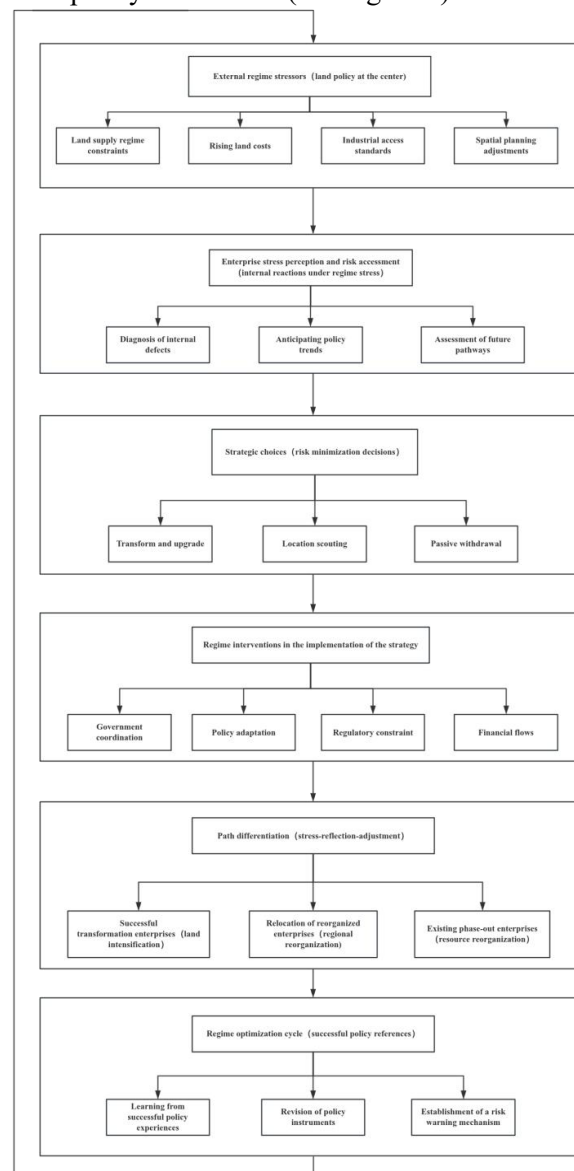 External regime stressors (land policy at the center)
Land supply regime
constraints
Rising land costs
Industrial access
standards
Spatial planning
adjustments
Enterprise stress perception and risk assessment
(internal reactions under regime stress)
Diagnosis of internal
defects
Anticipating policy
trends
Assessment of future
pathways
Strategic choices (risk minimization decisions)
Transform and upgrade
Location scouting
Passive withdrawal
Regime interventions in the implementation of the strategy
Government
coordination
Policy adaptation
Regulatory constraint
Financial flows
Path differentiation (stress-reflection-adjustment)
Successful
transformation enterprises (land
intensification)
Relocation of reorganized
enterprises (regional
reorganization)
Existing phase-out enterprises
(resource reorganization)
Regime optimization cycle (successful policy references)
Learning from
successful policy
experiences
Revision of policy
instruments
Establishment of a risk
warning mechanism